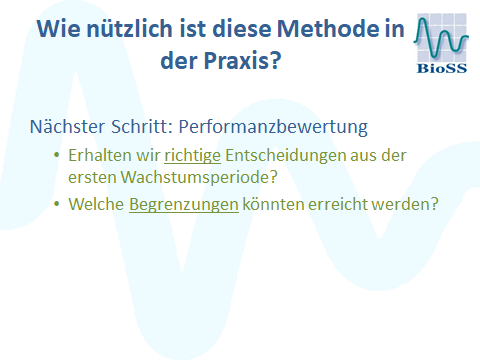 Wie nützlich ist diese Methode in
der Praxis?
BioSS
Nächster Schritt: Performanzbewertung
• Erhalten wir richtige Entscheidungen aus der
ersten Wachstumsperiode?
• Welche Begrenzungen könnten erreicht werden?